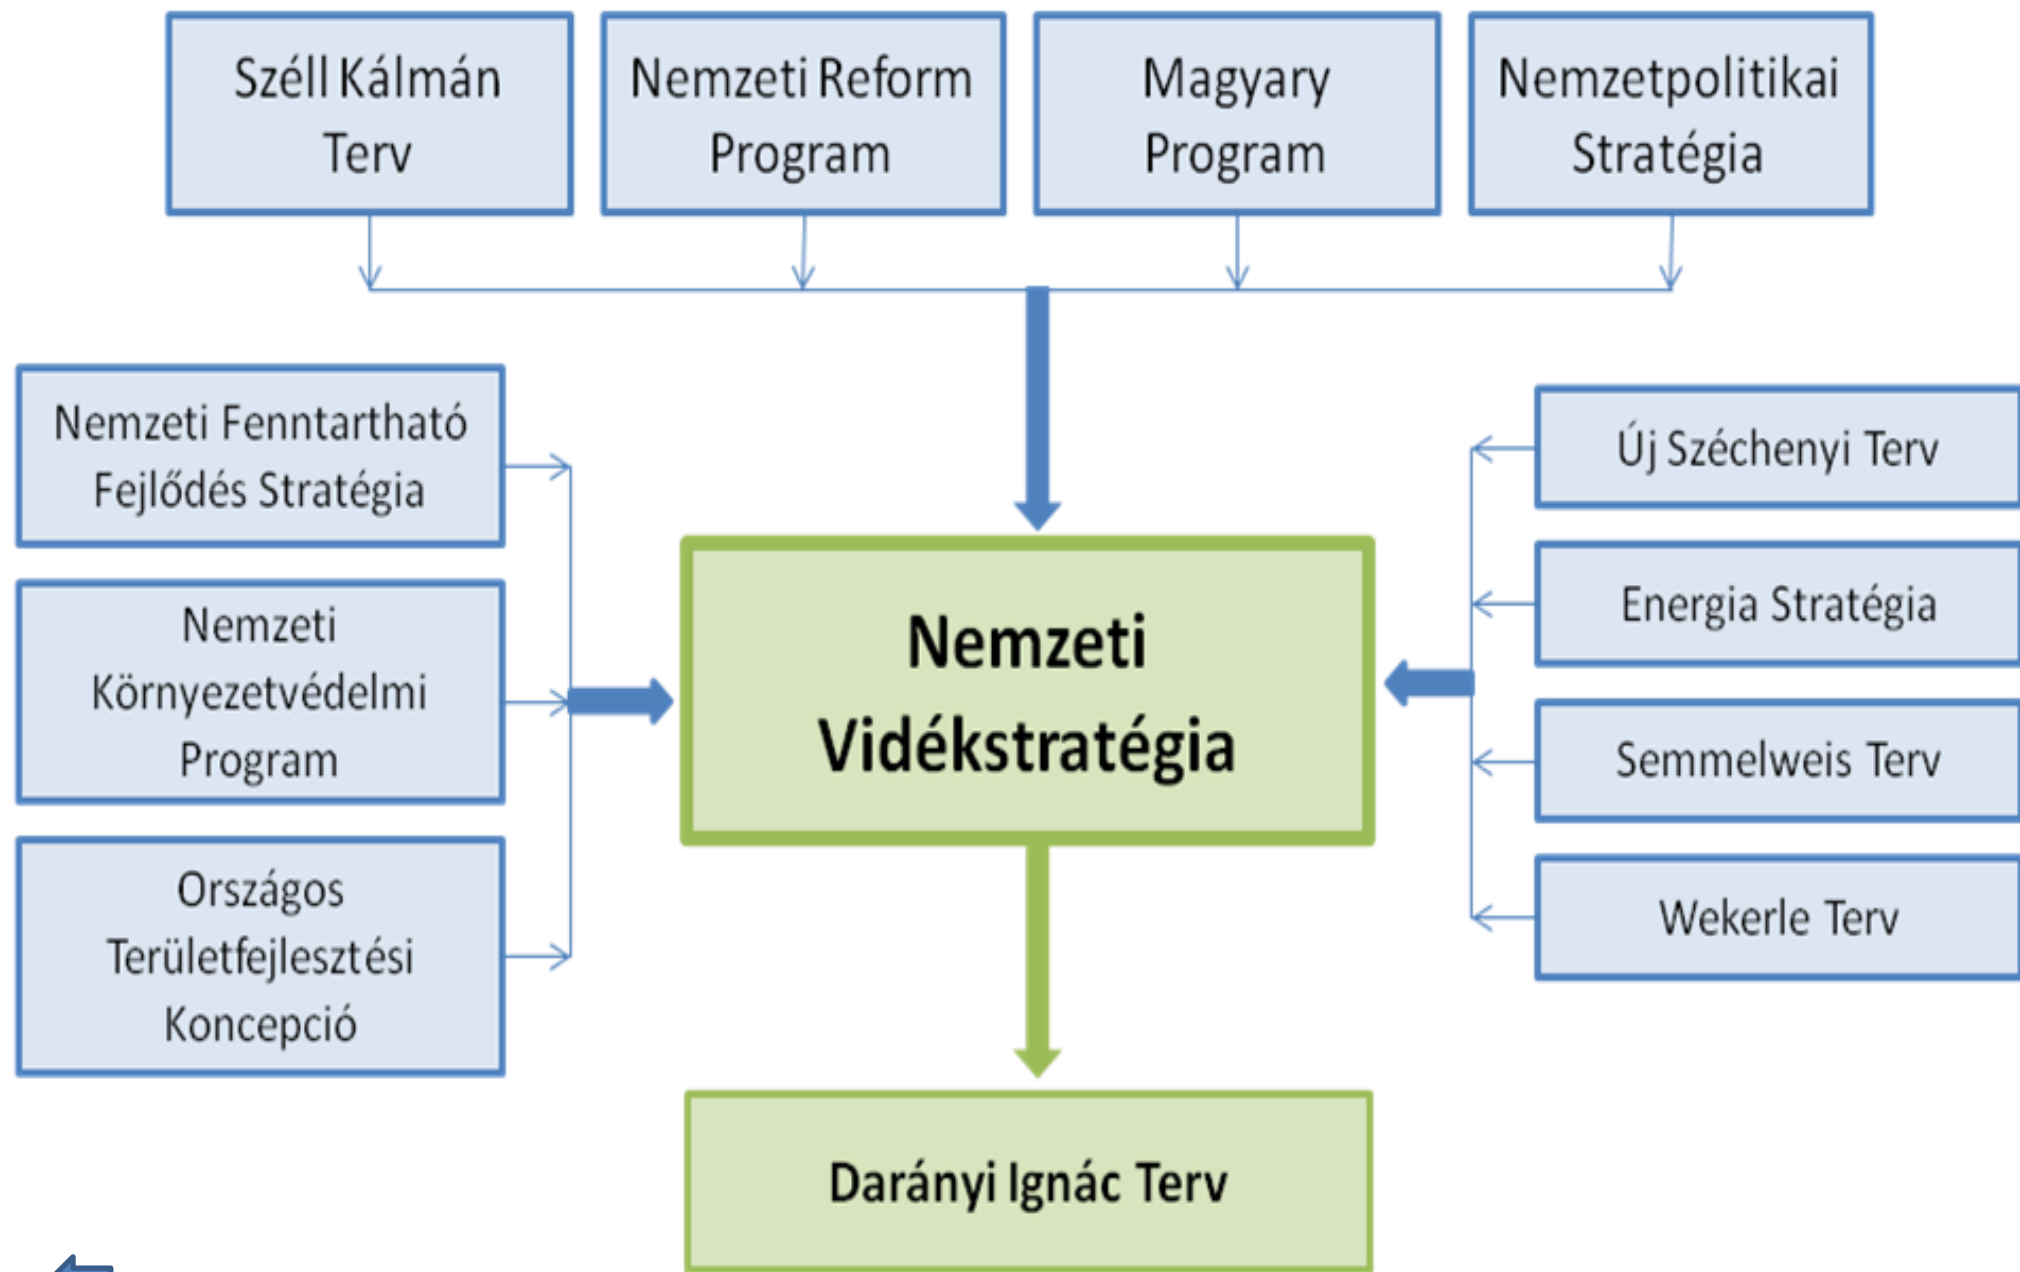 Széll Kálmán
Terv
Nemzeti Reform
Program
Magyary
Program
Nemzetpolitikai
Stratégia
Nemzeti Fenntartható
Fejlődés Stratégia
Nemzeti
Környezetvédelmi
Program
Országos
Területfejlesztési
Koncepció
Nemzeti
Vidékstratégia
Új Széchenyi Terv
Energia Stratégia
Semmelweis Terv
Wekerle Terv
Darányi Ignác Terv